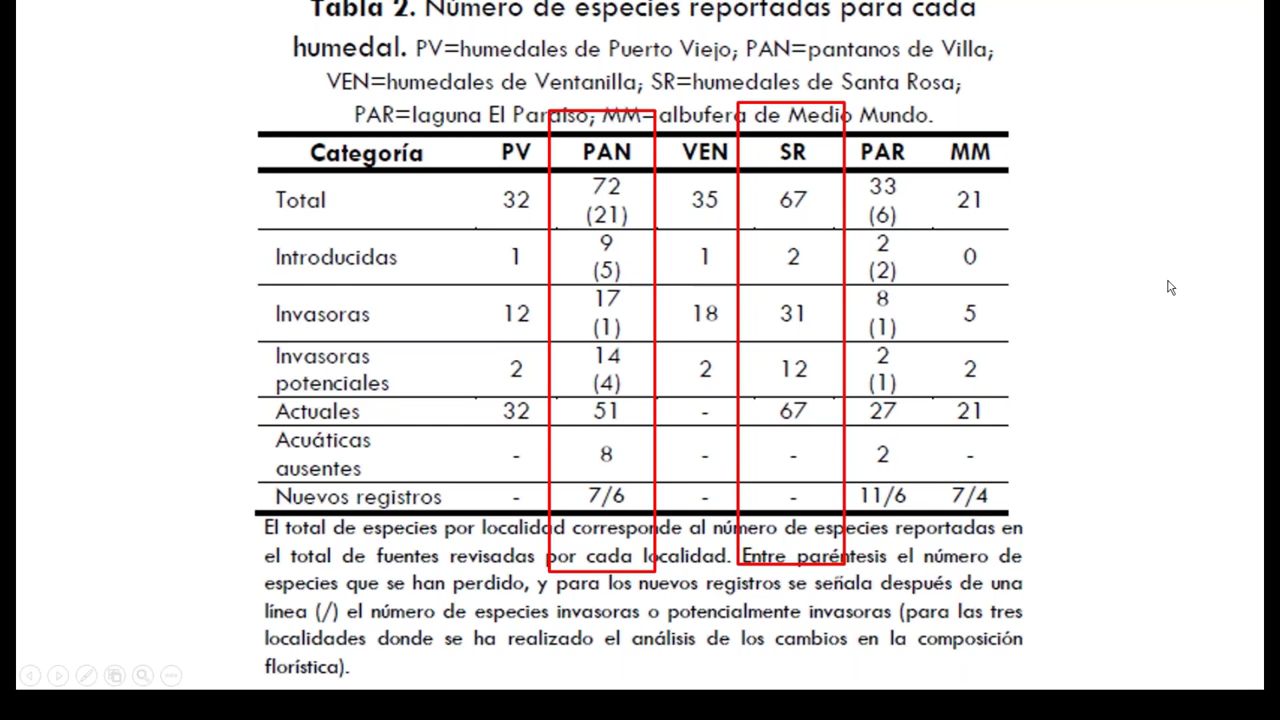 Tabla 2. Número de especies reportadas para cada
humedal. PV=humedales de Puerto Viejo; PAN=pantanos de Villa;
VEN=humedales de Ventanilla; SR=humedales de Santa Rosa;
PAR=laguna El Paraíso; MM=albufera de Medio Mundo.
Categoría PV PAN VEN SR PAR MM
Total 32 72 (21) 35 67 33 (6) 21
Introducidas 1 9 (5) 1 2 2 (2) 0
Invasoras 12 17 (1) 18 31 8 (1) 5
Invasoras potenciales 2 14 (4) 2 12 2 (1) 2
Actuales 32 51 - 67 27 21
Acuáticas ausentes - 8 - - 2 -
Nuevos registros - 7/6 - - 11/6 7/4
El total de especies por localidad corresponde al número de especies reportadas en
el total de fuentes revisadas por cada localidad. Entre paréntesis el número de
especies que se han perdido, y para los nuevos registros se señala después de una
línea (/) el número de especies invasoras o potencialmente invasoras (para las tres
localidades donde se ha realizado el análisis de los cambios en la composición
florística).